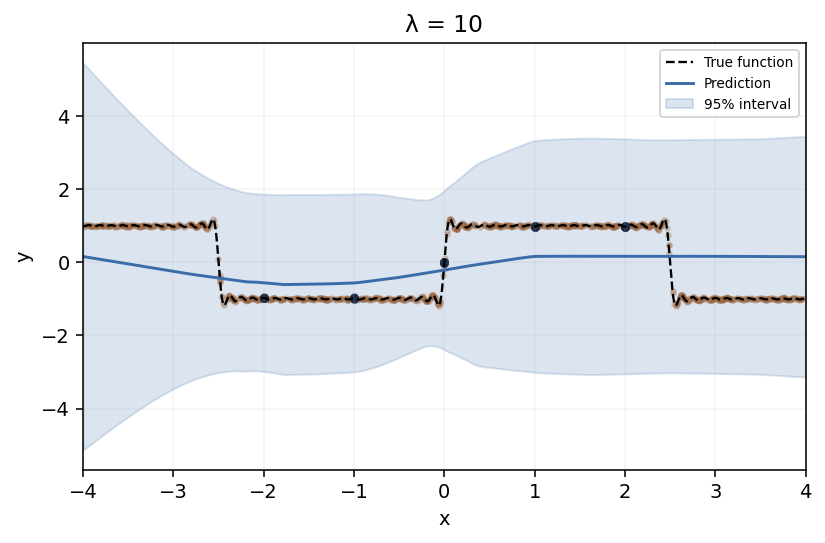 λ = 10
True function
Prediction
95% interval
y
4
2
0
−2
−4
−4 −3 −2 −1 0 1 2 3 4
x